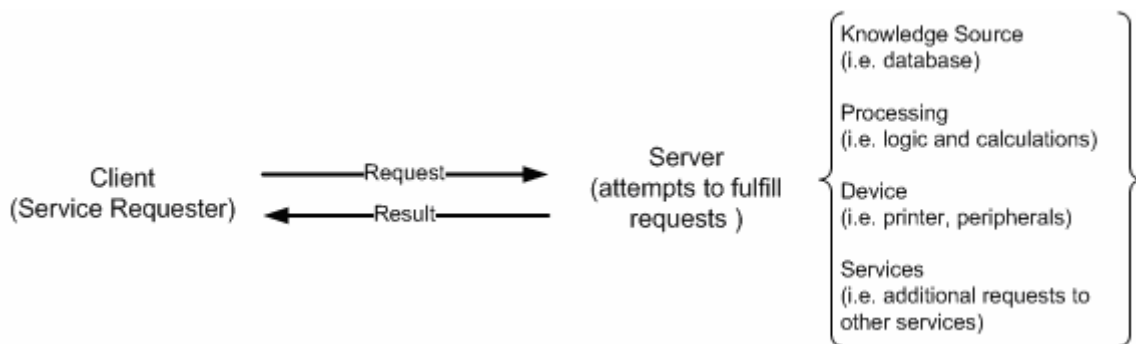 Client
(Service Requester)
Request
Result
Server
(attempts to fulfill
requests )
Knowledge Source
(i.e. database)
Processing
(i.e. logic and calculations)
Device
(i.e. printer, peripherals)
Services
(i.e. additional requests to
other services)